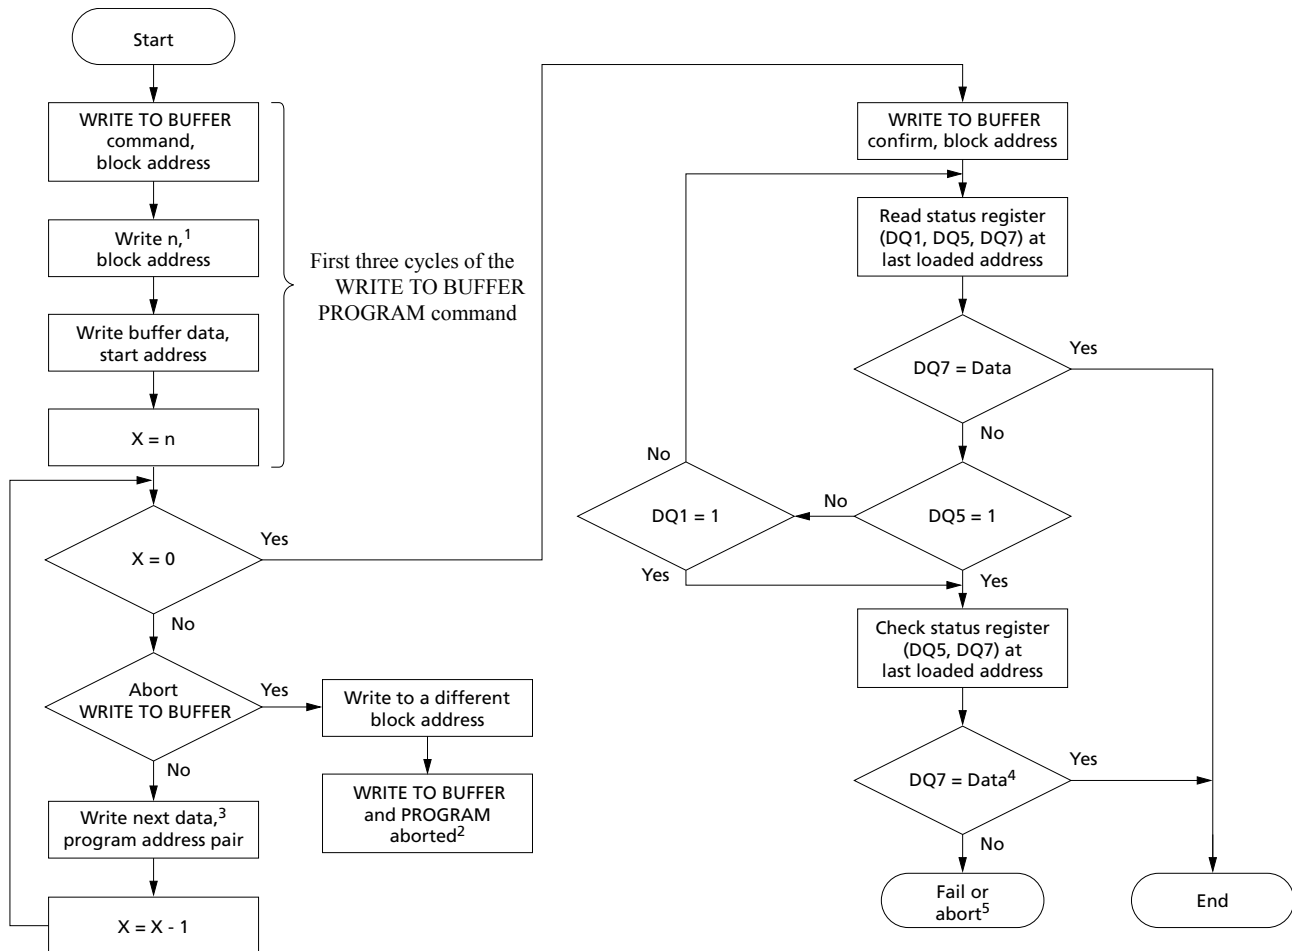 Start
WRITE TO BUFFER
command,
block address
Write n,¹
block address
Write buffer data,
start address
X = n
First three cycles of the
WRITE TO BUFFER
PROGRAM command
X = 0
Yes
No
Abort
WRITE TO BUFFER
Yes
No
Write to a different
block address
WRITE TO BUFFER
and PROGRAM
aborted²
Write next data,³
program address pair
X = X - 1
WRITE TO BUFFER
confirm, block address
Read status register
(DQ1, DQ5, DQ7) at
last loaded address
DQ7 = Data
Yes
No
DQ5 = 1
No
Yes
DQ1 = 1
No
Yes
Check status register
(DQ5, DQ7) at
last loaded address
DQ7 = Data⁴
Yes
No
Fail or
abort⁵
End